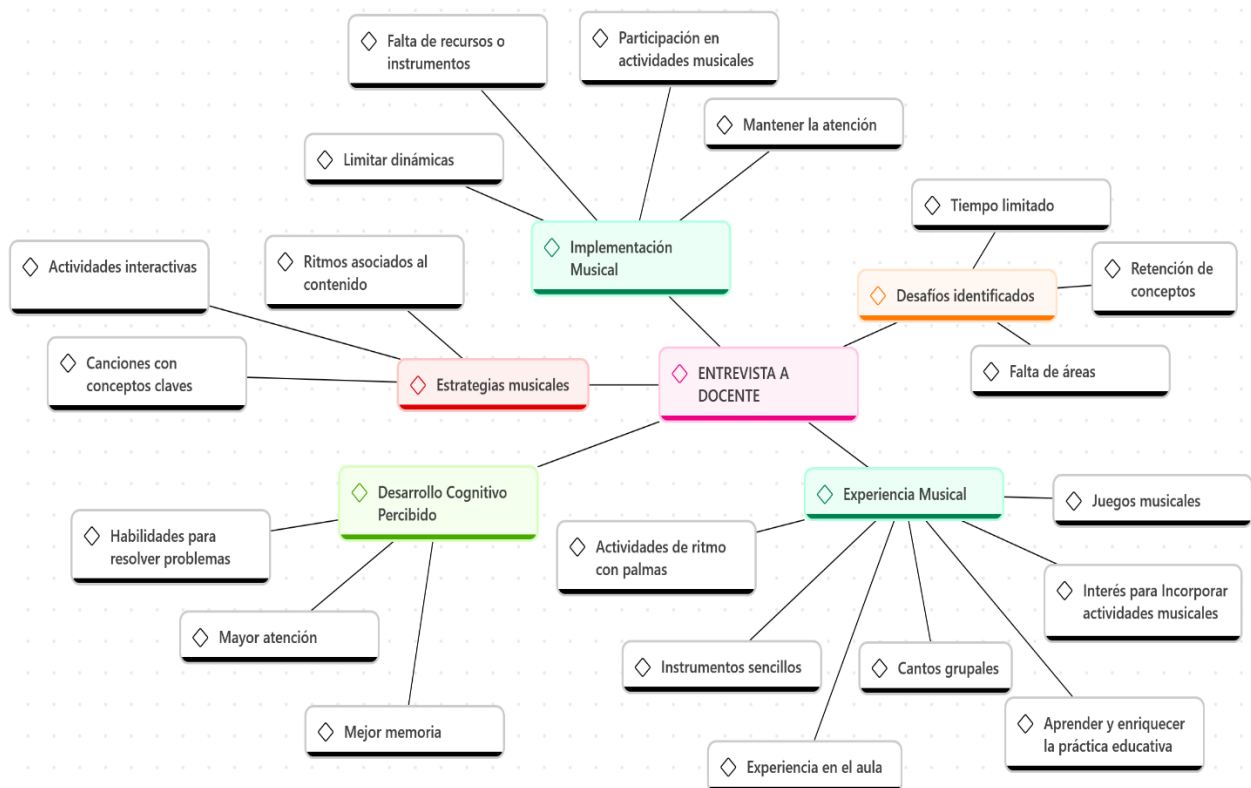 Falta de recursos o
instrumentos
Participación en
actividades musicales
Mantener la atención
Limitar dinámicas
Tiempo limitado
Implementación
Musical
Ritmos asociados al
contenido
Actividades interactivas
Retención de
conceptos
Desafíos identificados
Canciones con
conceptos claves
Estrategias musicales
ENTREVISTA A
DOCENTE
Falta de áreas
Desarrollo Cognitivo
Percibido
Experiencia Musical
Juegos musicales
Habilidades para
resolver problemas
Actividades de ritmo
con palmas
Interés para Incorporar
actividades musicales
Mayor atención
Instrumentos sencillos
Cantos grupales
Mejor memoria
Aprender y enriquecer
la práctica educativa
Experiencia en el aula